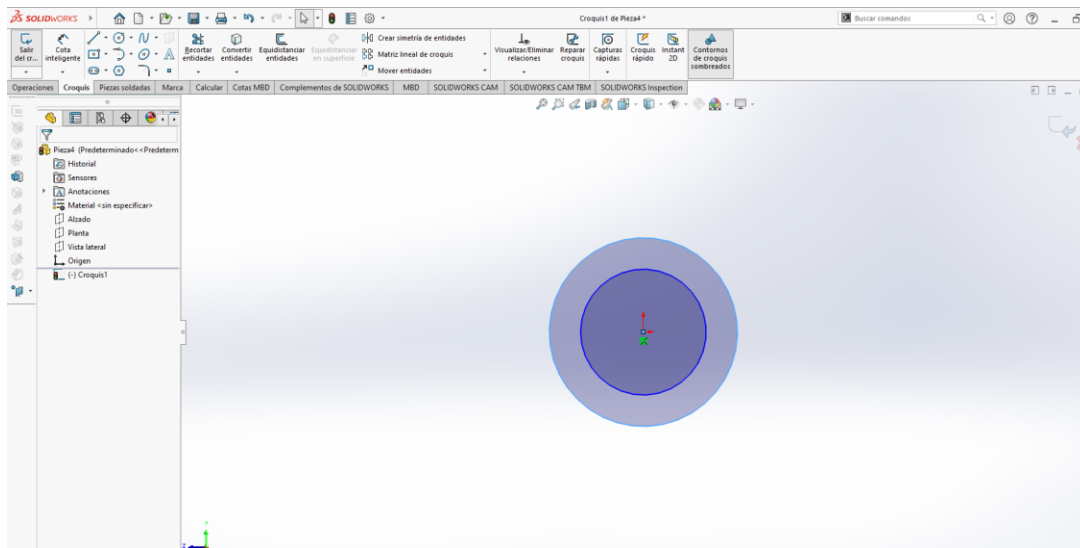 SOLIDWORKS
Croquis1 de Pieza4 *
Buscar comandos
Salir del cr...
Cota inteligente
Recortar entidades
Convertir entidades
Equidistanciar entidades
Equidistanciar en superficie
Crear simetría de entidades
Matriz lineal de croquis
Mover entidades
Visualizar/Eliminar relaciones
Reparar croquis
Capturas rápidas
Croquis rápido
Instant 2D
Contornos de croquis sombreados
Operaciones Croquis Piezas soldadas Marca Calcular Cotas MBD Complementos de SOLIDWORKS MBD SOLIDWORKS CAM SOLIDWORKS CAM TBM SOLIDWORKS Inspection
Pieza4 (Predeterminado<<Predeterm
Historial
Sensores
Anotaciones
Material <sin especificar>
Alzado
Planta
Vista lateral
Origen
(-) Croquis1
Y
Z